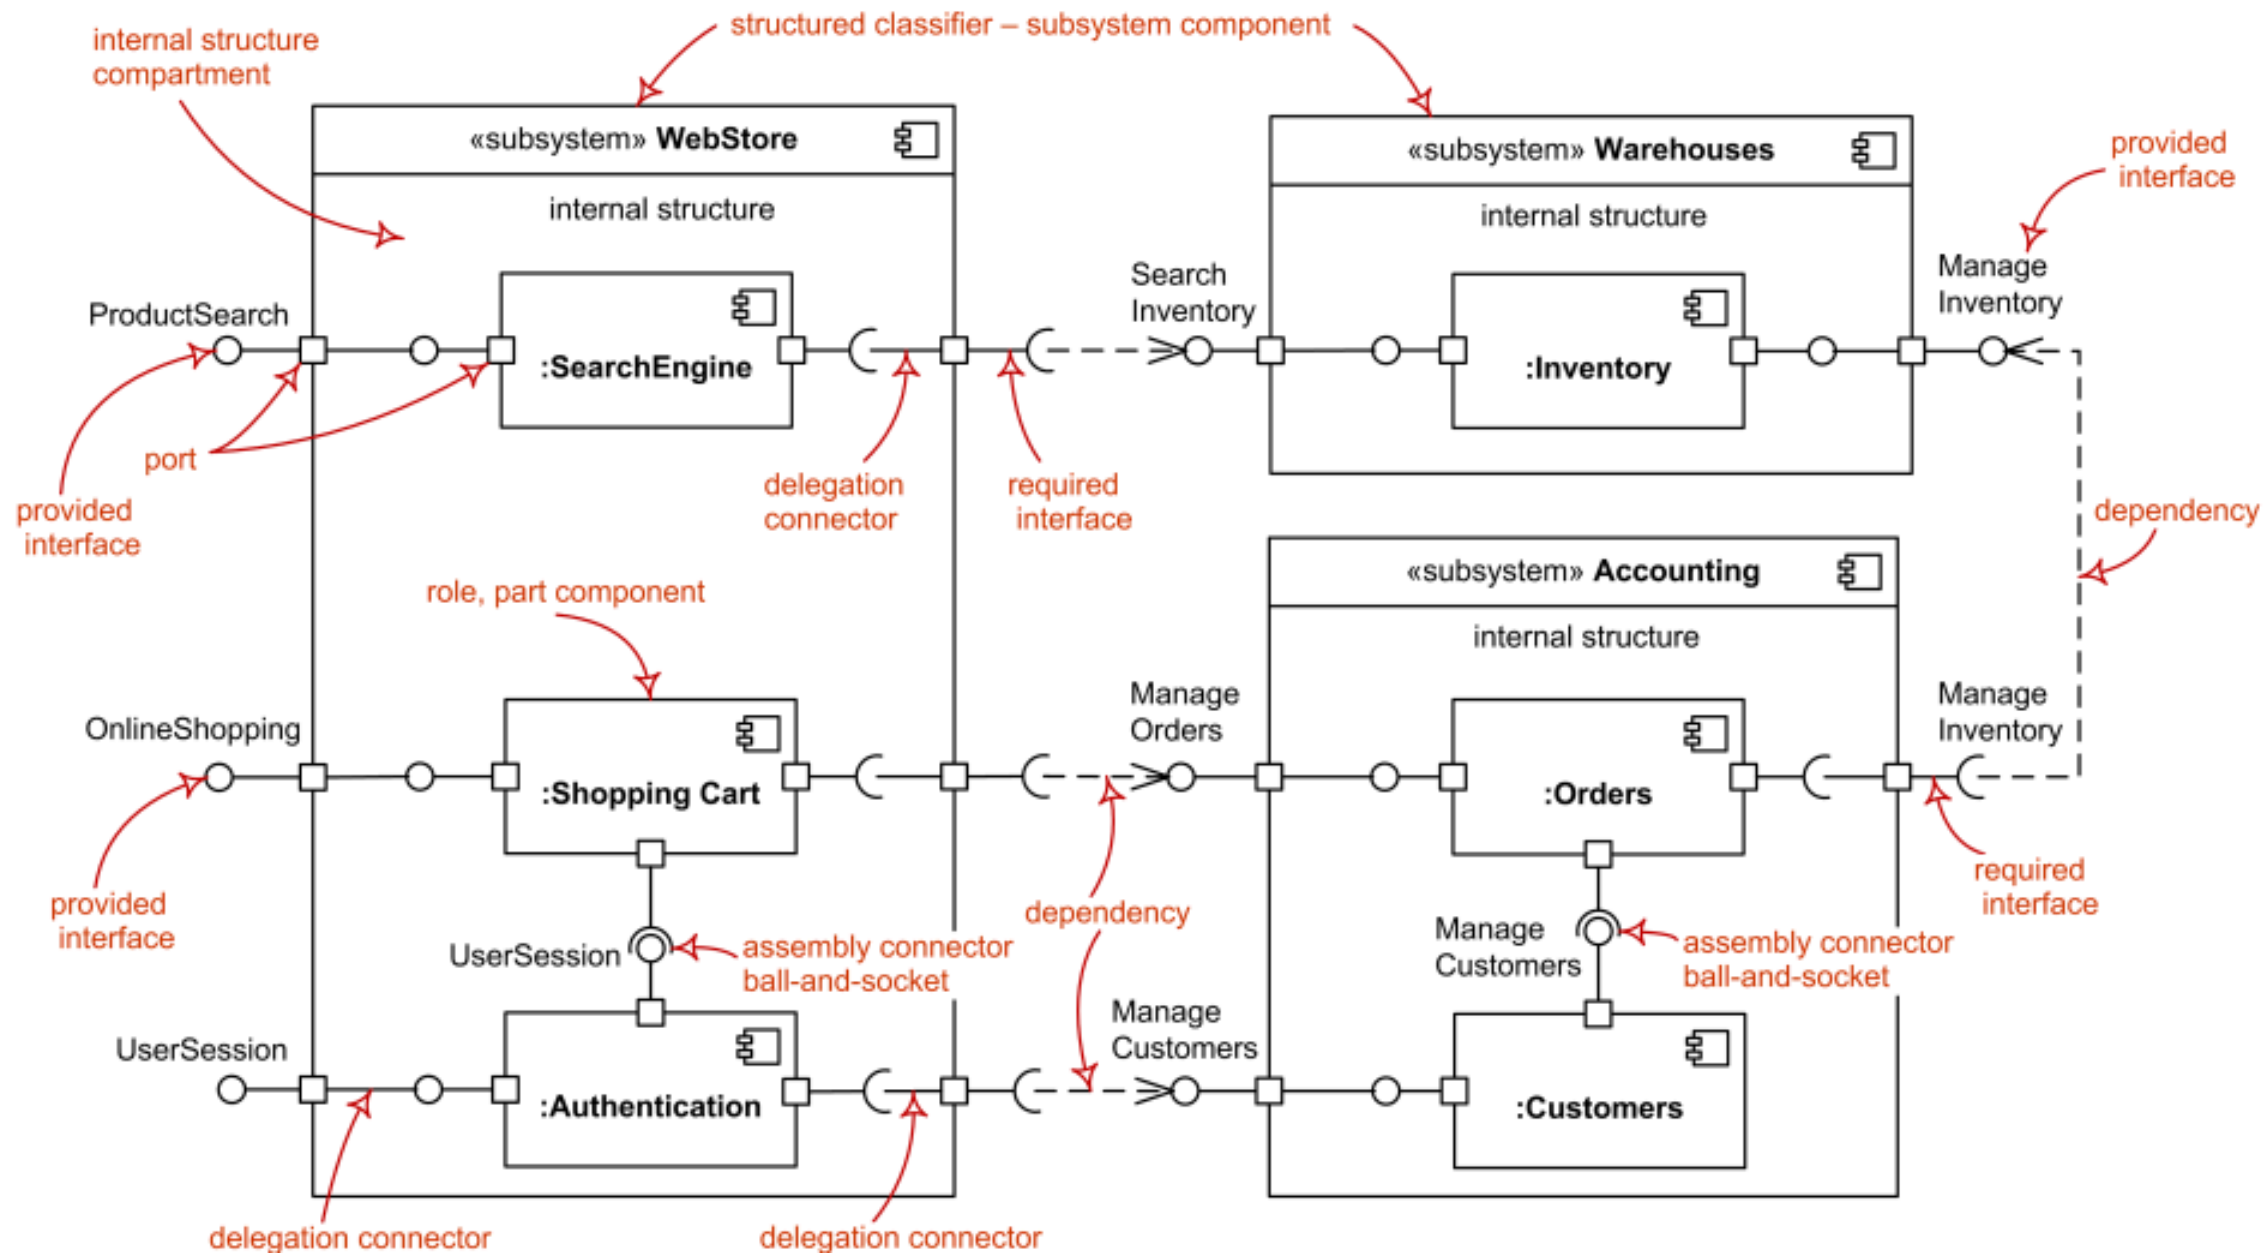 structured classifier – subsystem component
internal structure
compartment
«subsystem» WebStore
internal structure
«subsystem» Warehouses
internal structure
provided
interface
ProductSearch
:SearchEngine
Search
Inventory
:Inventory
Manage
Inventory
port
provided
interface
delegation
connector
required
interface
dependency
role, part component
«subsystem» Accounting
internal structure
OnlineShopping
:Shopping Cart
Manage
Orders
:Orders
Manage
Inventory
provided
interface
dependency
required
interface
UserSession
assembly connector
ball-and-socket
Manage
Customers
assembly connector
ball-and-socket
UserSession
:Authentication
Manage
Customers
:Customers
delegation connector
delegation connector